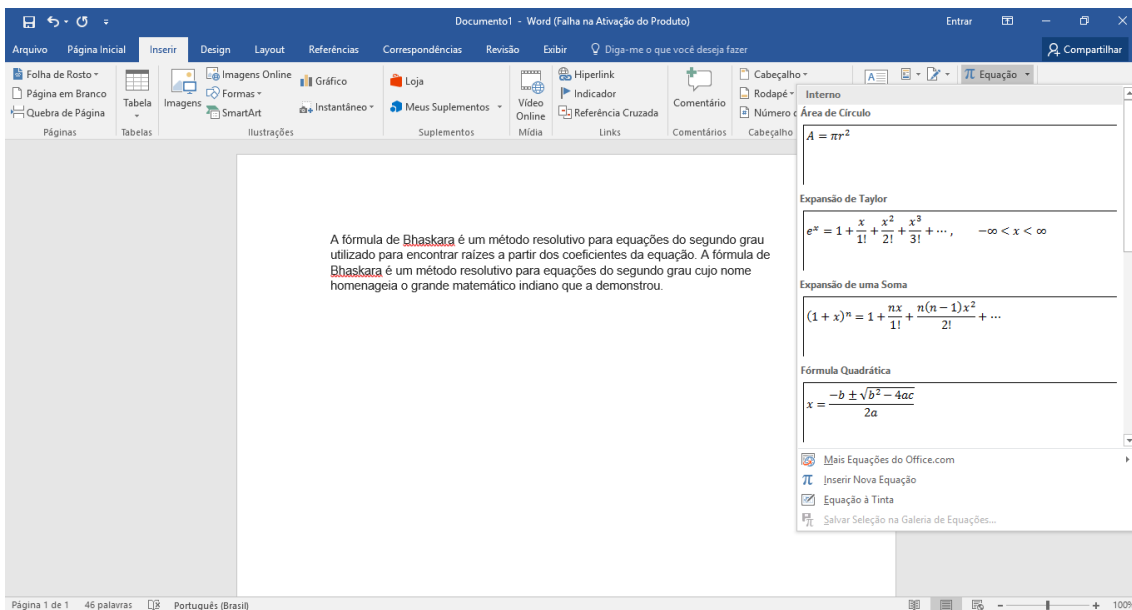 Documento1 - Word (Falha na Ativação do Produto)
Entrar
Arquivo Página Inicial Inserir Design Layout Referências Correspondências Revisão Exibir Diga-me o que você deseja fazer
Compartilhar
Folha de Rosto
Página em Branco
Quebra de Página
Páginas
Tabela
Tabelas
Imagens
Imagens Online
Formas
SmartArt
Gráfico
Instantâneo
Ilustrações
Loja
Meus Suplementos
Suplementos
Vídeo
Online
Mídia
Hiperlink
Indicador
Referência Cruzada
Links
Comentário
Comentários
Cabeçalho
Rodapé
Número
Cabeçalho
π Equação
Interno
Área de Círculo
A = πr²
Expansão de Taylor
eˣ = 1 + x/1! + x²/2! + x³/3! + ⋯ , −∞ < x < ∞
Expansão de uma Soma
(1 + x)ⁿ = 1 + nx/1! + n(n − 1)x²/2! + ⋯
Fórmula Quadrática
x = −b ± √b² − 4ac / 2a
Mais Equações do Office.com
π Inserir Nova Equação
Equação à Tinta
Salvar Seleção na Galeria de Equações...
A fórmula de Bhaskara é um método resolutivo para equações do segundo grau
utilizado para encontrar raízes a partir dos coeficientes da equação. A fórmula de
Bhaskara é um método resolutivo para equações do segundo grau cujo nome
homenageia o grande matemático indiano que a demonstrou.
Página 1 de 1 46 palavras Português (Brasil)
100%